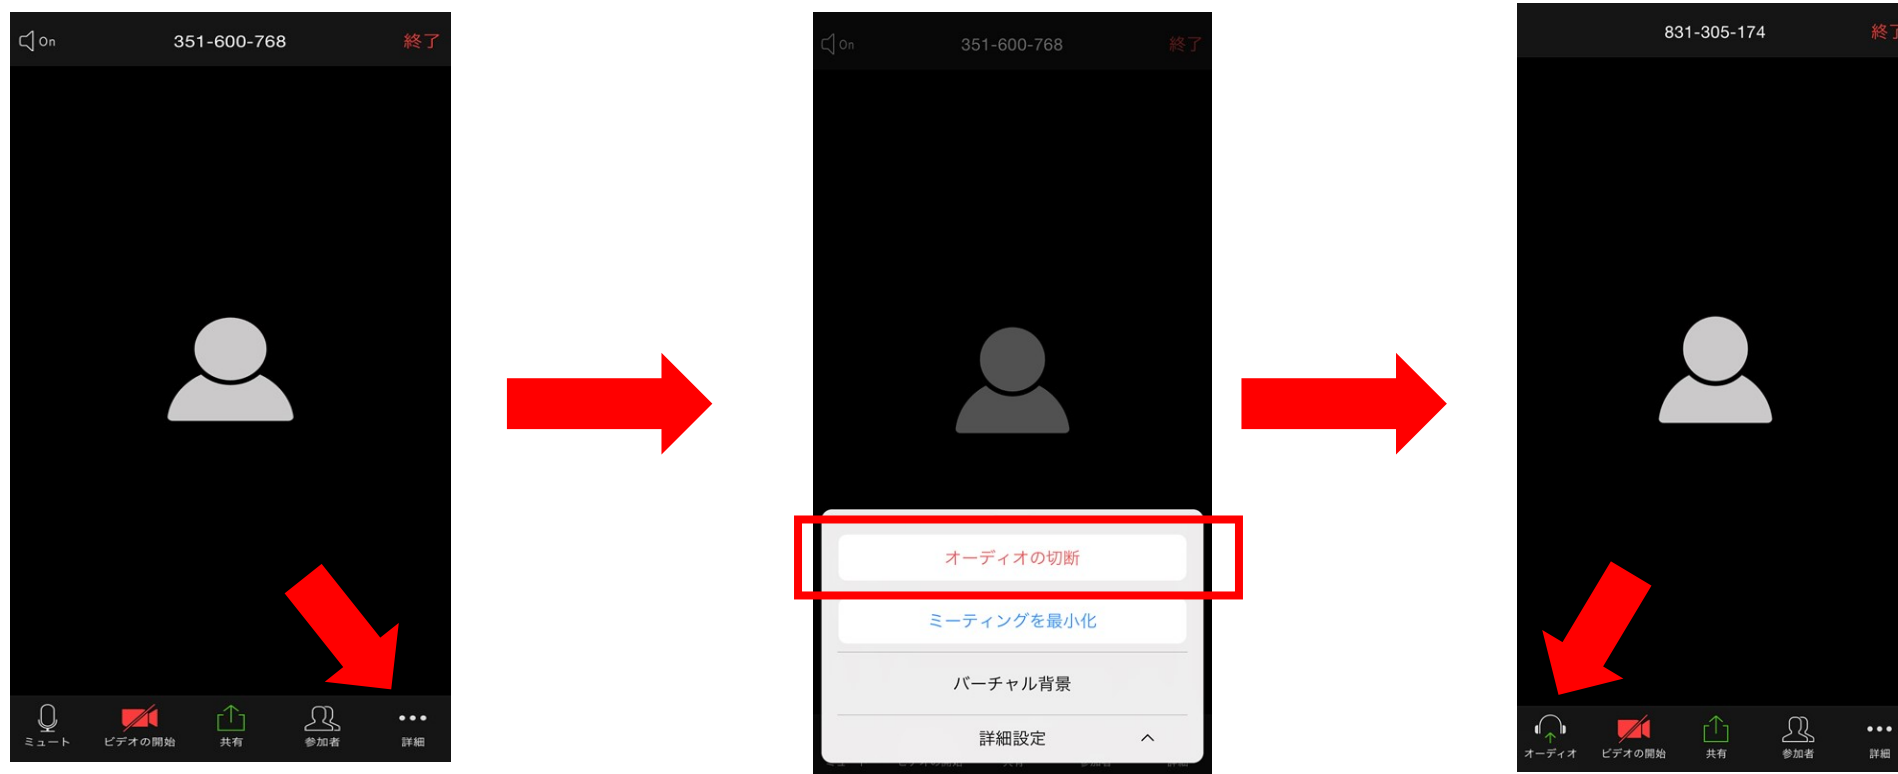 On
351-600-768
終了
ミュート
ビデオの開始
共有
参加者
詳細
On
351-600-768
終了
オーディオの切断
ミーティングを最小化
バーチャル背景
詳細設定
831-305-174
終了
オーディオ
ビデオの開始
共有
参加者
詳細